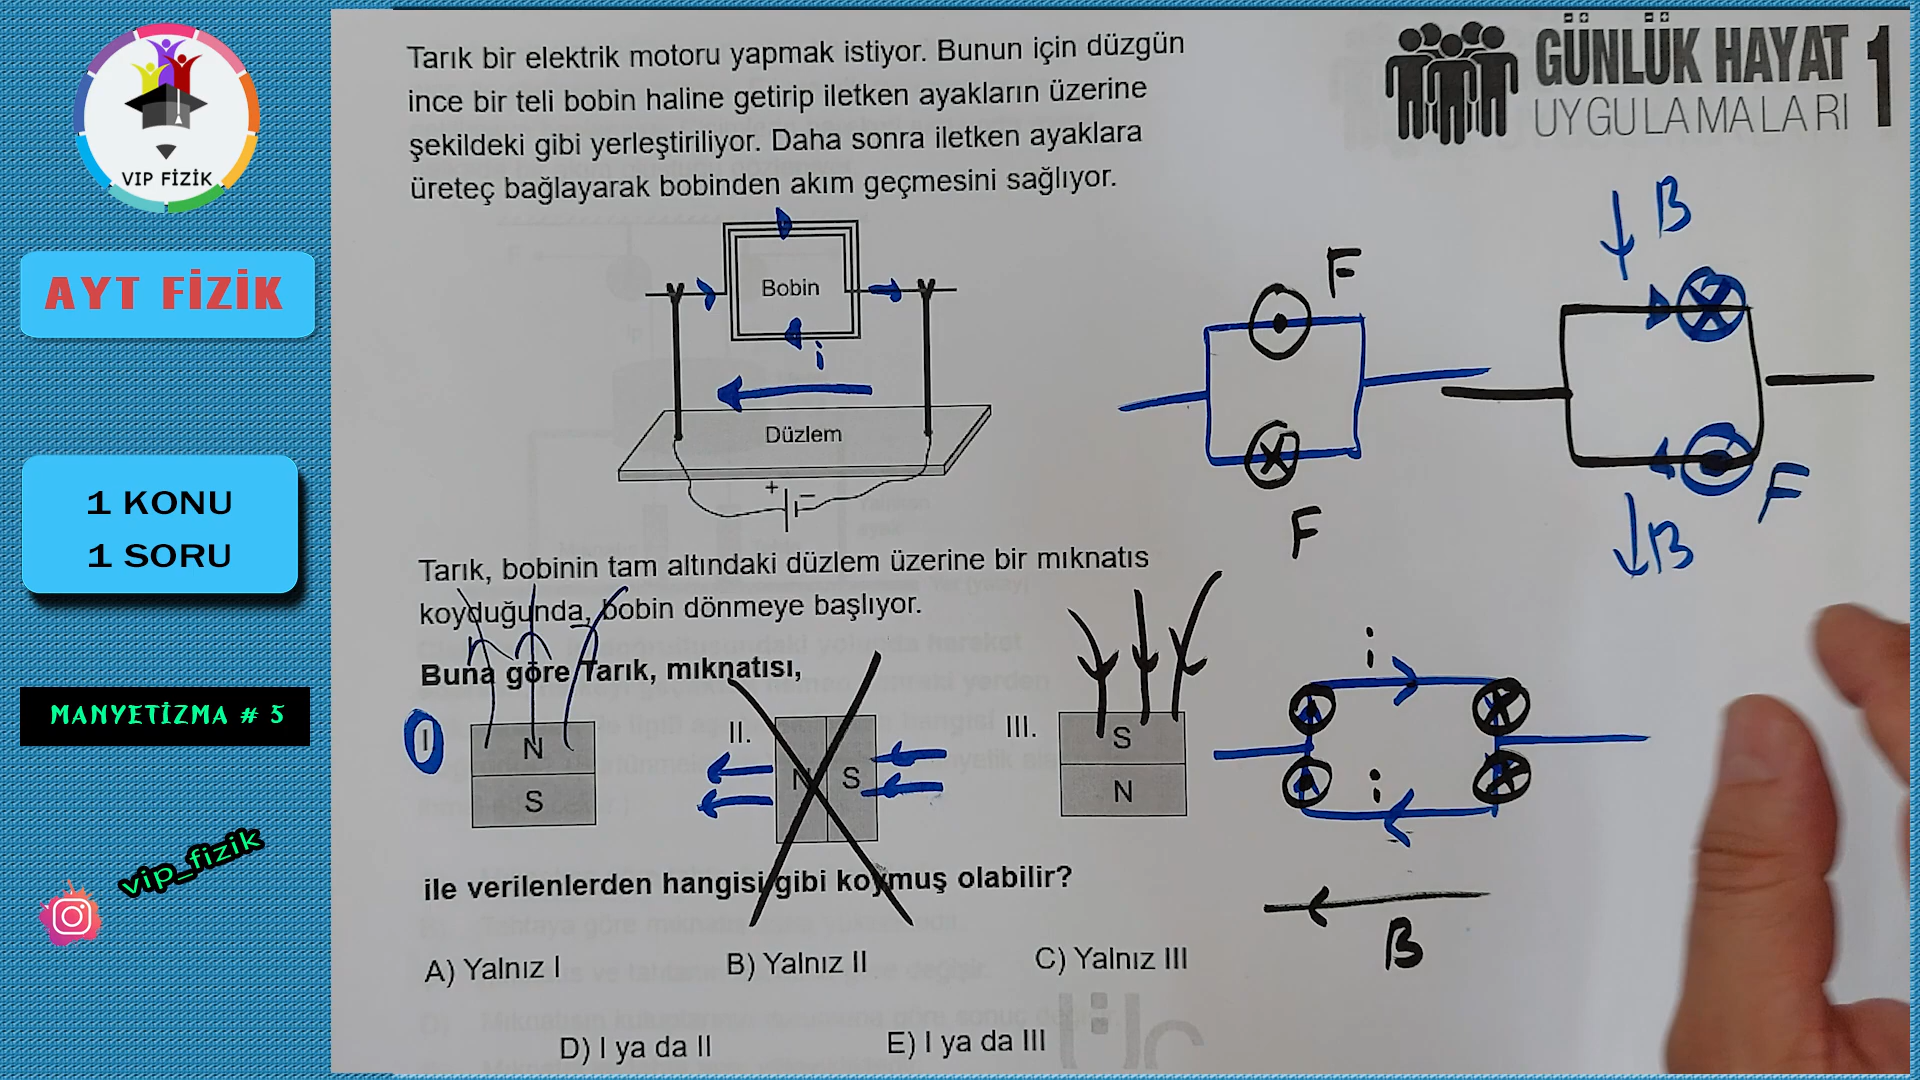 VIP FİZİK
AYT FİZİK
1 KONU
1 SORU
MANYETİZMA # 5
vip_fizik
GÜNLÜK HAYAT 1
UYGULAMALARI
Tarık bir elektrik motoru yapmak istiyor. Bunun için düzgün
ince bir teli bobin haline getirip iletken ayakların üzerine
şekildeki gibi yerleştiriliyor. Daha sonra iletken ayaklara
üreteç bağlayarak bobinden akım geçmesini sağlıyor.
Bobin
i
Düzlem
+ −
F
F
B
F
B
Tarık, bobinin tam altındaki düzlem üzerine bir mıknatıs
koyduğunda, bobin dönmeye başlıyor.
Buna göre Tarık, mıknatısı,
I.
N
S
II.
N S
III.
S
N
i
i
B
ile verilenlerden hangisi gibi koymuş olabilir?
A) Yalnız I
B) Yalnız II
C) Yalnız III
D) I ya da II
E) I ya da III